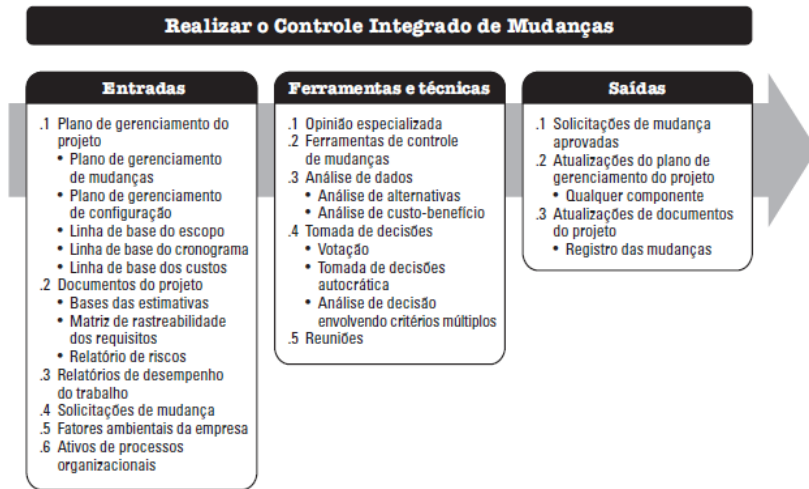 Realizar o Controle Integrado de Mudanças
Entradas
.1 Plano de gerenciamento do
projeto
• Plano de gerenciamento
de mudanças
• Plano de gerenciamento
de configuração
• Linha de base do escopo
• Linha de base do cronograma
• Linha de base dos custos
.2 Documentos do projeto
• Bases das estimativas
• Matriz de rastreabilidade
dos requisitos
• Relatório de riscos
.3 Relatórios de desempenho
do trabalho
.4 Solicitações de mudança
.5 Fatores ambientais da empresa
.6 Ativos de processos
organizacionais
Ferramentas e técnicas
.1 Opinião especializada
.2 Ferramentas de controle
de mudanças
.3 Análise de dados
• Análise de alternativas
• Análise de custo-benefício
.4 Tomada de decisões
• Votação
• Tomada de decisões
autocrática
• Análise de decisão
envolvendo critérios múltiplos
.5 Reuniões
Saídas
.1 Solicitações de mudança
aprovadas
.2 Atualizações do plano de
gerenciamento do projeto
• Qualquer componente
.3 Atualizações de documentos
do projeto
• Registro das mudanças